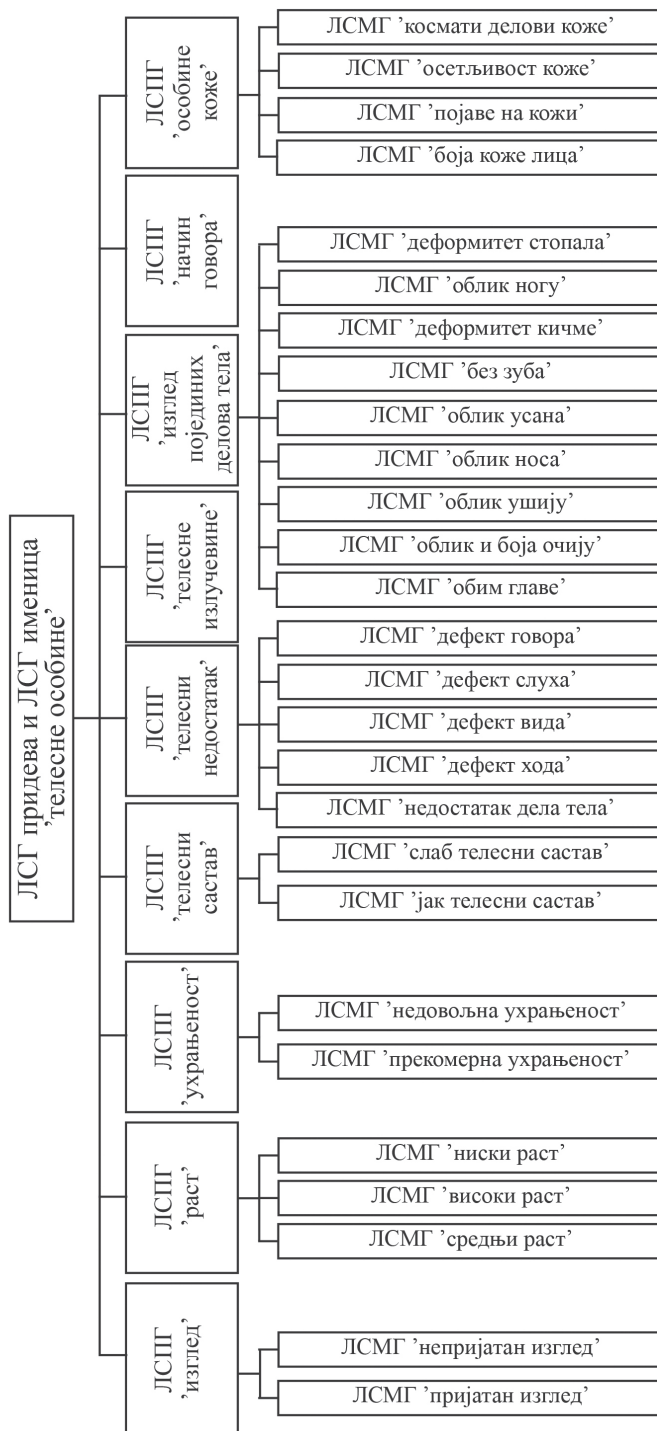 ЛСГ придева и ЛСГ именица
’телесне особине’
ЛСПГ
’особине
коже’
ЛСМГ ’космати делови коже’
ЛСМГ ’осетљивост коже’
ЛСМГ ’појаве на кожи’
ЛСМГ ’боја коже лица’
ЛСПГ
’начин
говора’
ЛСПГ
’изглед
појединих
делова тела’
ЛСМГ ’деформитет стопала’
ЛСМГ ’облик ногу’
ЛСМГ ’деформитет кичме’
ЛСМГ ’без зуба’
ЛСМГ ’облик усана’
ЛСМГ ’облик носа’
ЛСМГ ’облик ушију’
ЛСМГ ’облик и боја очију’
ЛСМГ ’обим главе’
ЛСПГ
’телесне
излучевине’
ЛСПГ
’телесни
недостатак’
ЛСМГ ’дефект говора’
ЛСМГ ’дефект слуха’
ЛСМГ ’дефект вида’
ЛСМГ ’дефект хода’
ЛСМГ ’недостатак дела тела’
ЛСПГ
’телесни
састав’
ЛСМГ ’слаб телесни састав’
ЛСМГ ’јак телесни састав’
ЛСПГ
’ухрањеност’
ЛСМГ ’недовољна ухрањеност’
ЛСМГ ’прекомерна ухрањеност’
ЛСПГ
’раст’
ЛСМГ ’ниски раст’
ЛСМГ ’високи раст’
ЛСМГ ’средњи раст’
ЛСПГ
’изглед’
ЛСМГ ’непријатан изглед’
ЛСМГ ’пријатан изглед’